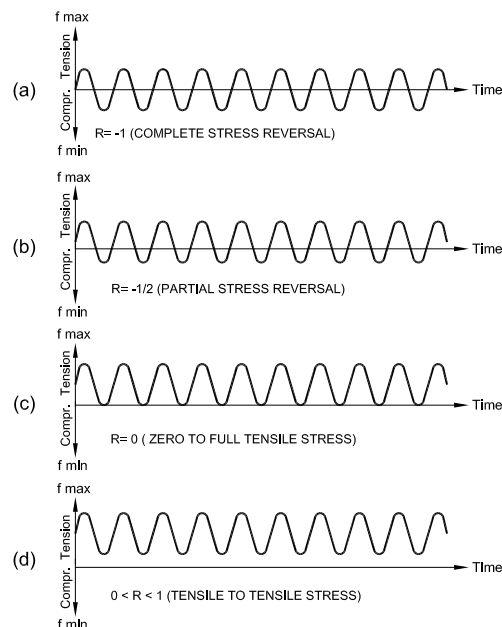 f max
Tension
(a)
Time
Compr.
R= -1 (COMPLETE STRESS REVERSAL)
f mIn
f max
Tension
(b)
Time
Compr.
R= -1/2 (PARTIAL STRESS REVERSAL)
f mIn
f max
Tension
(c)
Time
Compr.
R= 0 ( ZERO TO FULL TENSILE STRESS)
f mIn
f max
Tension
(d)
Time
Compr.
0 < R < 1 (TENSILE TO TENSILE STRESS)
f mIn